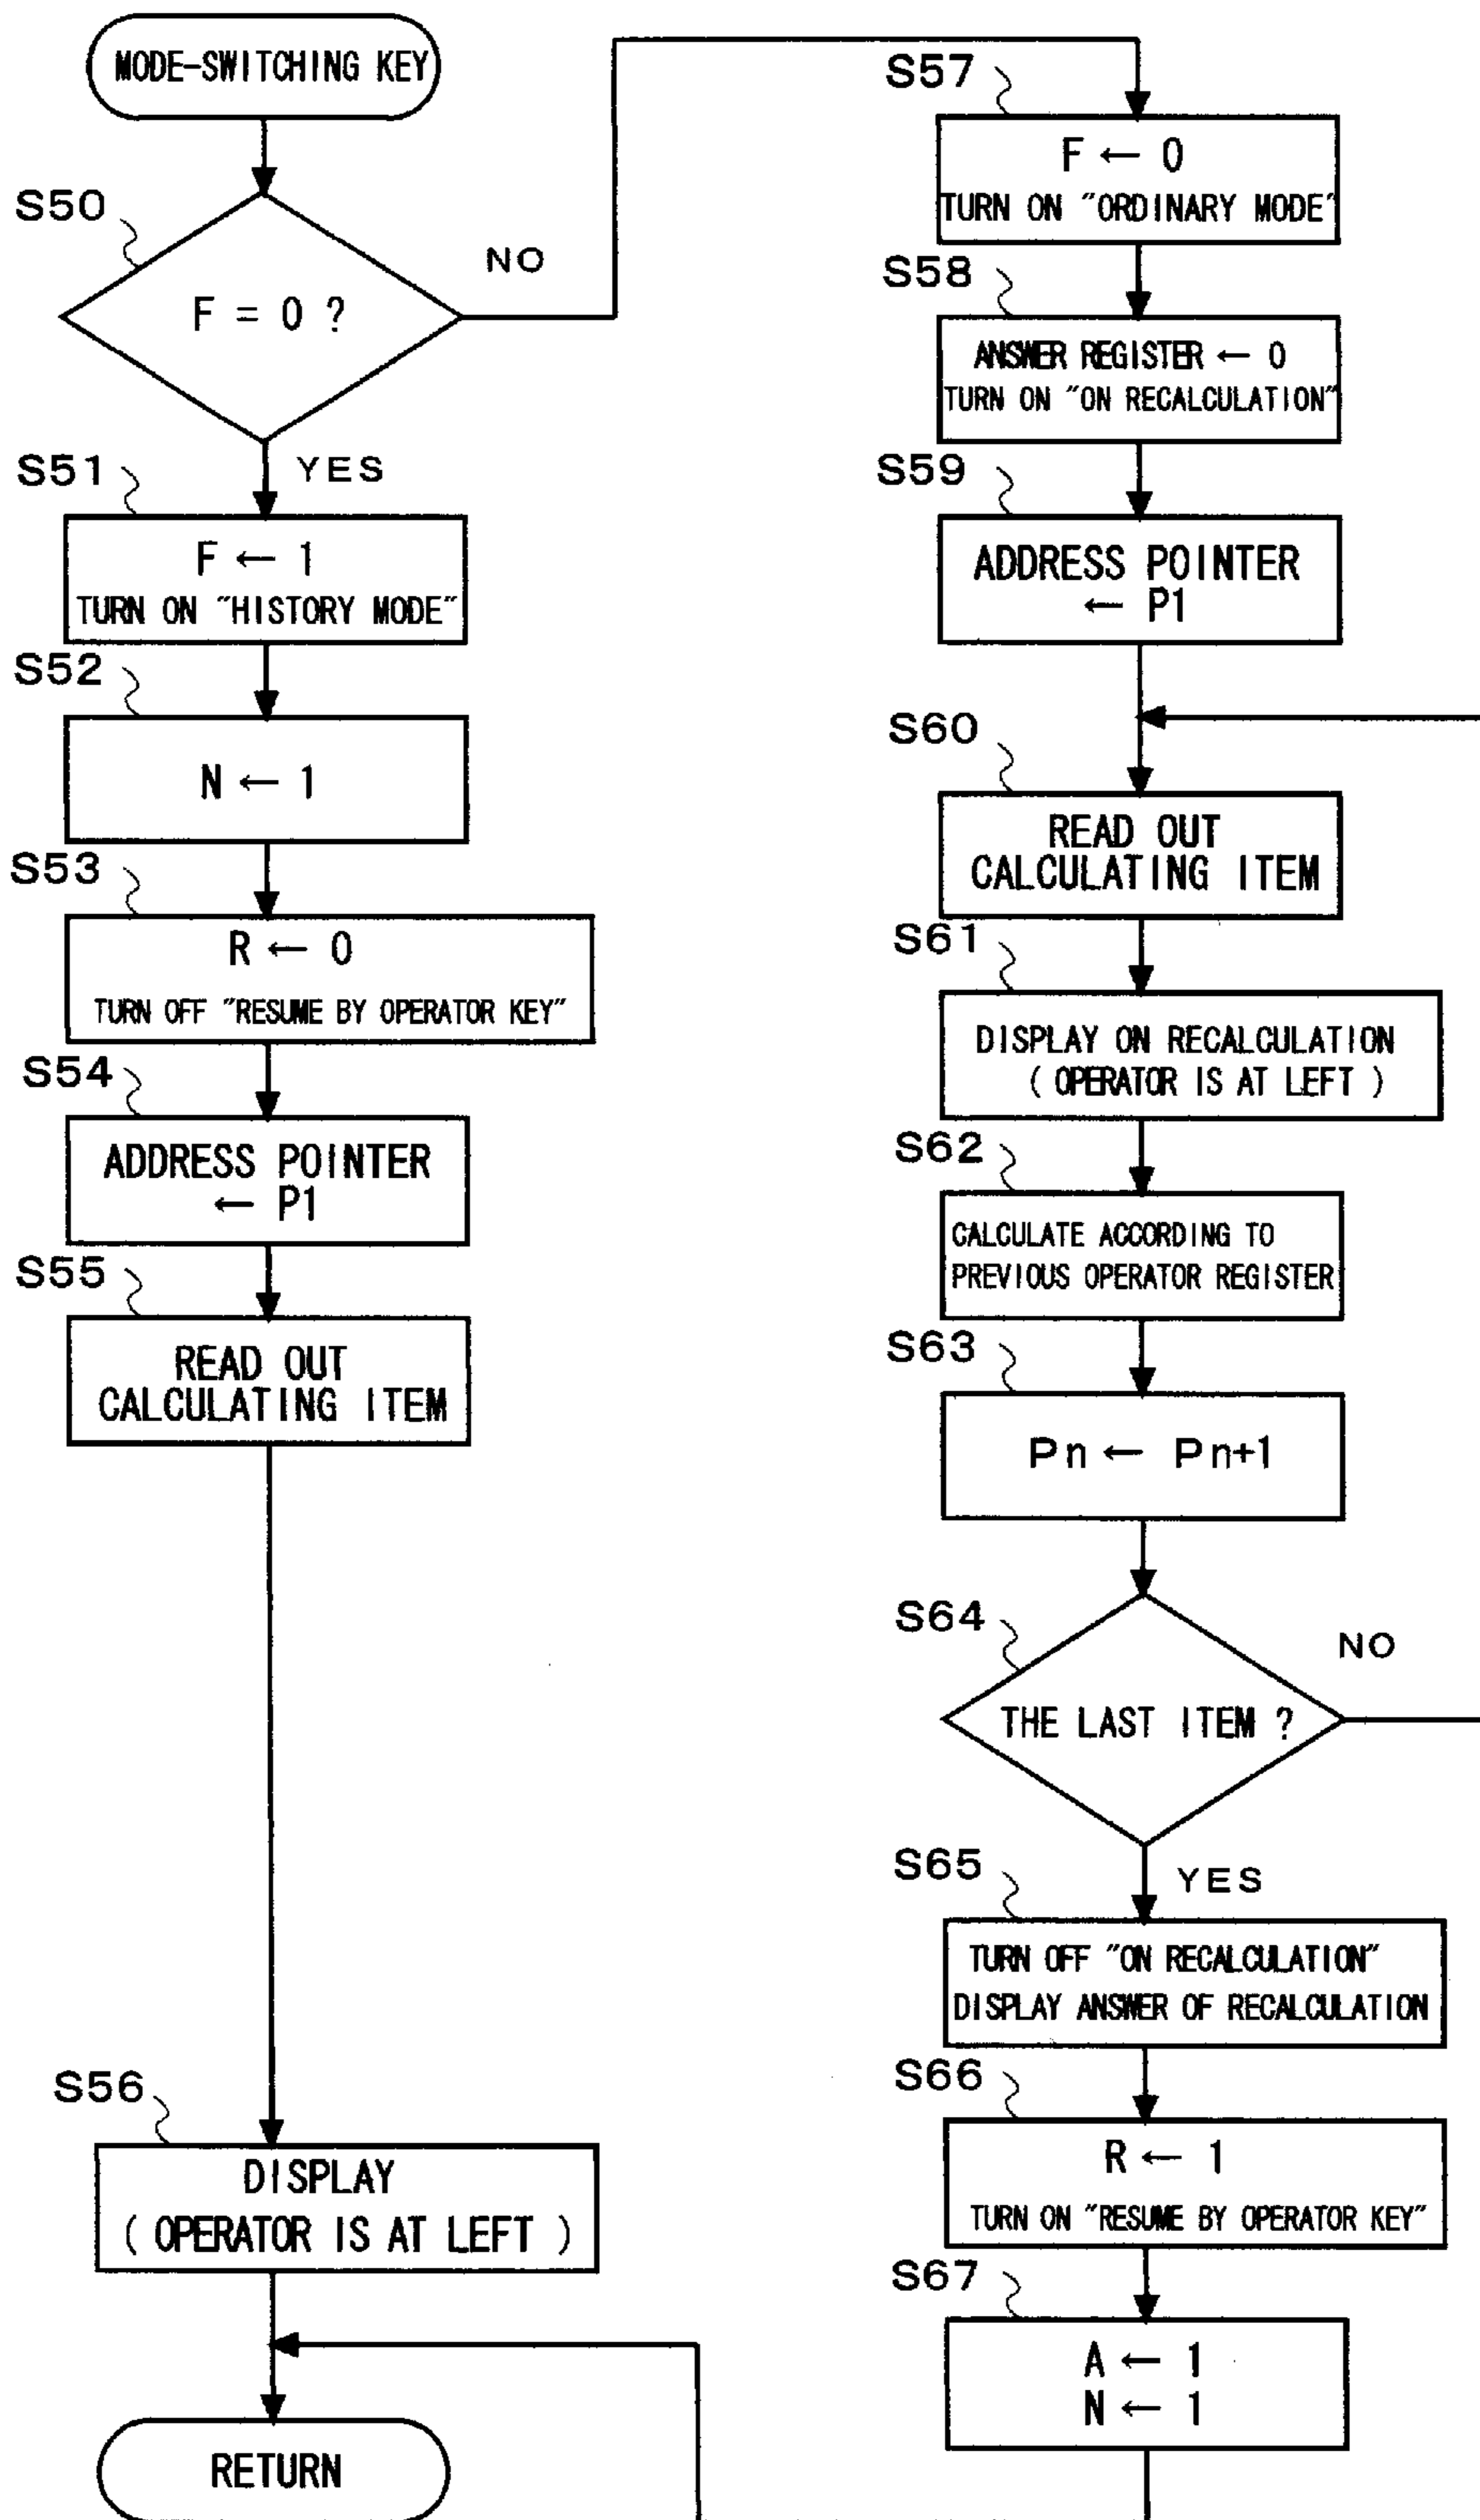 MODE-SWITCHING KEY
S50
F = 0 ?
NO
YES
S51
F ← 1
TURN ON "HISTORY MODE"
S52
N ← 1
S53
R ← 0
TURN OFF "RESUME BY OPERATOR KEY"
S54
ADDRESS POINTER
← P1
S55
READ OUT
CALCULATING ITEM
S56
DISPLAY
( OPERATOR IS AT LEFT )
RETURN
S57
F ← 0
TURN ON "ORDINARY MODE"
S58
ANSWER REGISTER ← 0
TURN ON "ON RECALCULATION"
S59
ADDRESS POINTER
← P1
S60
READ OUT
CALCULATING ITEM
S61
DISPLAY ON RECALCULATION
( OPERATOR IS AT LEFT )
S62
CALCULATE ACCORDING TO
PREVIOUS OPERATOR REGISTER
S63
Pn ← Pn+1
S64
THE LAST ITEM ?
NO
YES
S65
TURN OFF "ON RECALCULATION"
DISPLAY ANSWER OF RECALCULATION
S66
R ← 1
TURN ON "RESUME BY OPERATOR KEY"
S67
A ← 1
N ← 1